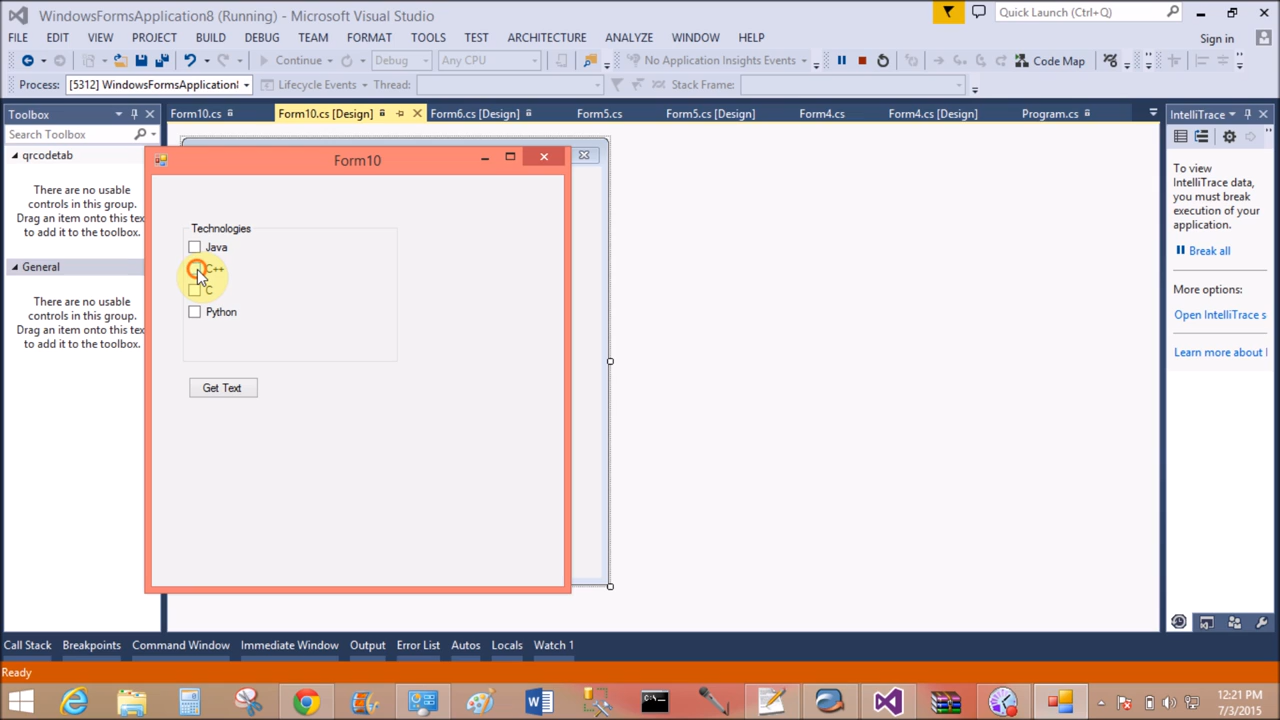 WindowsFormsApplication8 (Running) - Microsoft Visual Studio
Quick Launch (Ctrl+Q)
FILE EDIT VIEW PROJECT BUILD DEBUG TEAM FORMAT TOOLS TEST ARCHITECTURE ANALYZE WINDOW HELP
Sign in
Continue Debug Any CPU No Application Insights Events Code Map
Process: [5312] WindowsFormsApplication Lifecycle Events Thread: Stack Frame:
Toolbox
Form10.cs Form10.cs [Design] Form6.cs [Design] Form5.cs Form5.cs [Design] Form4.cs Form4.cs [Design] Program.cs
IntelliTrace
Search Toolbox
qrcodetab
There are no usable
controls in this group.
Drag an item onto this tex
to add it to the toolbox.
General
There are no usable
controls in this group.
Drag an item onto this tex
to add it to the toolbox.
Form10
Technologies
Java
C++
C
Python
Get Text
To view
IntelliTrace data,
you must break
execution of your
application.
Break all
More options:
Open IntelliTrace s
Learn more about I
Call Stack Breakpoints Command Window Immediate Window Output Error List Autos Locals Watch 1
Ready
12:21 PM
7/3/2015